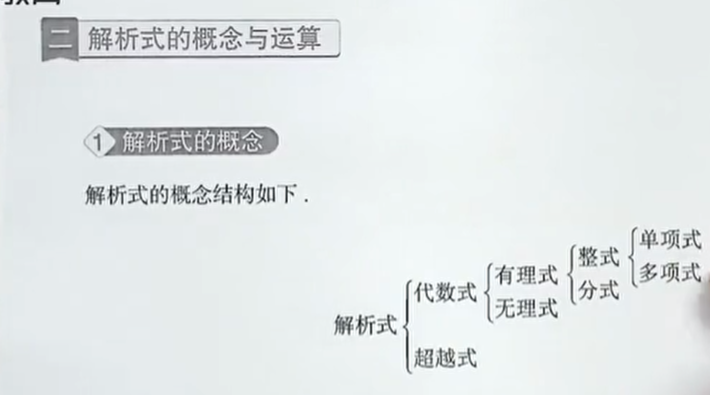 二 解析式的概念与运算
1 解析式的概念
解析式的概念结构如下.
单项式
整式
多项式
有理式
代数式
分式
无理式
解析式
超越式